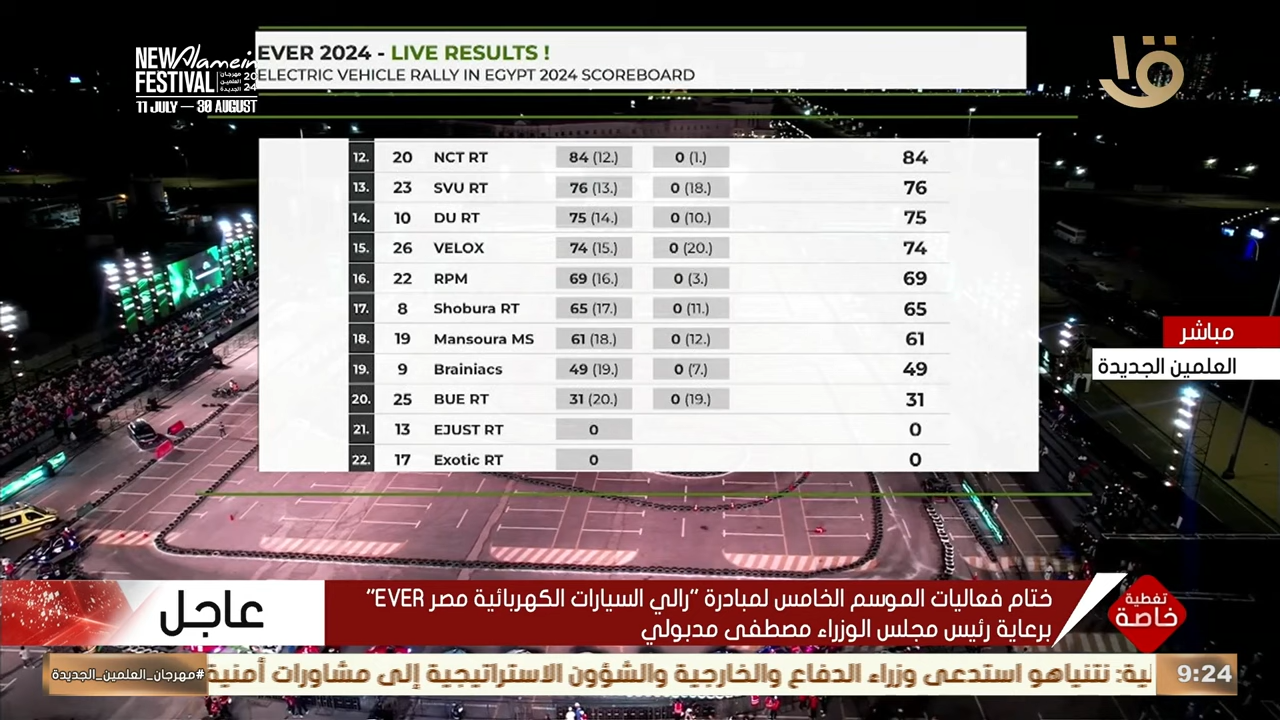 NEW Alamein
FESTIVAL
مهرجان
العلمين
الجديدة
2024
11 JULY — 30 AUGUST
EVER 2024 - LIVE RESULTS !
ELECTRIC VEHICLE RALLY IN EGYPT 2024 SCOREBOARD
12. 20 NCT RT 84 (12.) 0 (1.) 84
13. 23 SVU RT 76 (13.) 0 (18.) 76
14. 10 DU RT 75 (14.) 0 (10.) 75
15. 26 VELOX 74 (15.) 0 (20.) 74
16. 22 RPM 69 (16.) 0 (3.) 69
17. 8 Shobura RT 65 (17.) 0 (11.) 65
18. 19 Mansoura MS 61 (18.) 0 (12.) 61
19. 9 Brainiacs 49 (19.) 0 (7.) 49
20. 25 BUE RT 31 (20.) 0 (19.) 31
21. 13 EJUST RT 0 0
22. 17 Exotic RT 0 0
مباشر
العلمين الجديدة
تغطية
خاصة
ختام فعاليات الموسم الخامس لمبادرة "رالي السيارات الكهربائية مصر EVER"
برعاية رئيس مجلس الوزراء مصطفى مدبولي
عاجل
لية: نتنياهو استدعى وزراء الدفاع والخارجية والشؤون الاستراتيجية إلى مشاورات أمنية
#مهرجان_العلمين_الجديدة
9:24